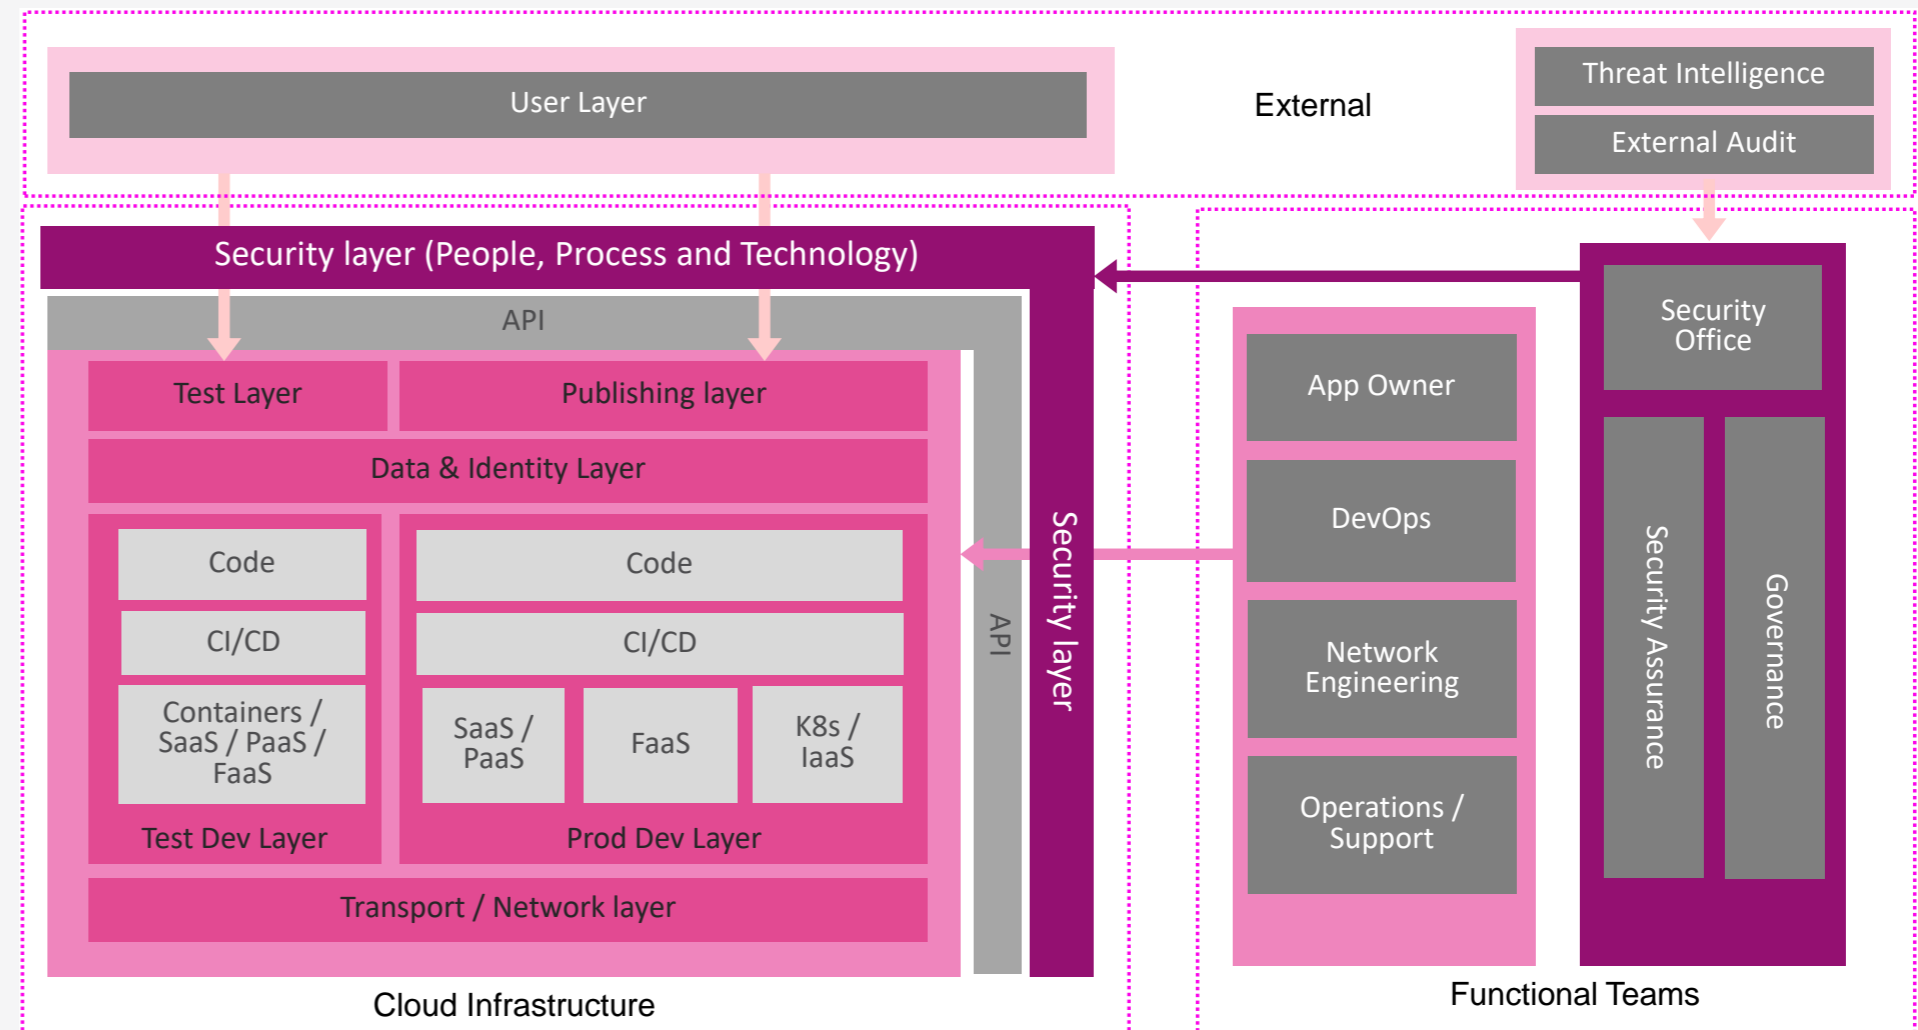 User Layer
External
Threat Intelligence
External Audit
Security layer (People, Process and Technology)
API
Test Layer
Publishing layer
Data & Identity Layer
Code
CI/CD
Containers /
SaaS / PaaS /
FaaS
Test Dev Layer
Code
CI/CD
SaaS /
PaaS
FaaS
K8s /
IaaS
Prod Dev Layer
Transport / Network layer
API
Security layer
Cloud Infrastructure
App Owner
DevOps
Network
Engineering
Operations /
Support
Security
Office
Security Assurance
Governance
Functional Teams